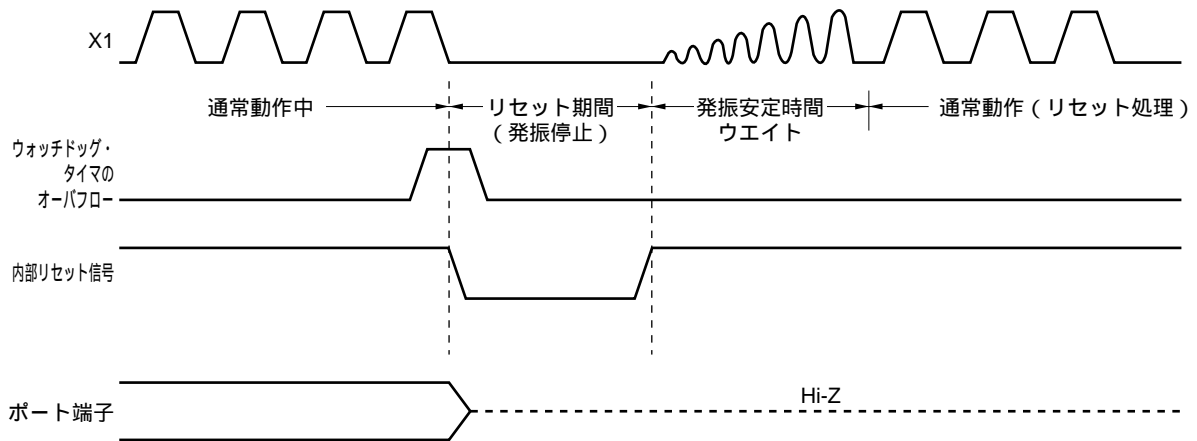 X1
通常動作中
リセット期間
(発振停止)
発振安定時間
ウエイト
通常動作(リセット処理)
ウォッチドッグ・
タイマの
オーバフロー
内部リセット信号
ポート端子
Hi-Z